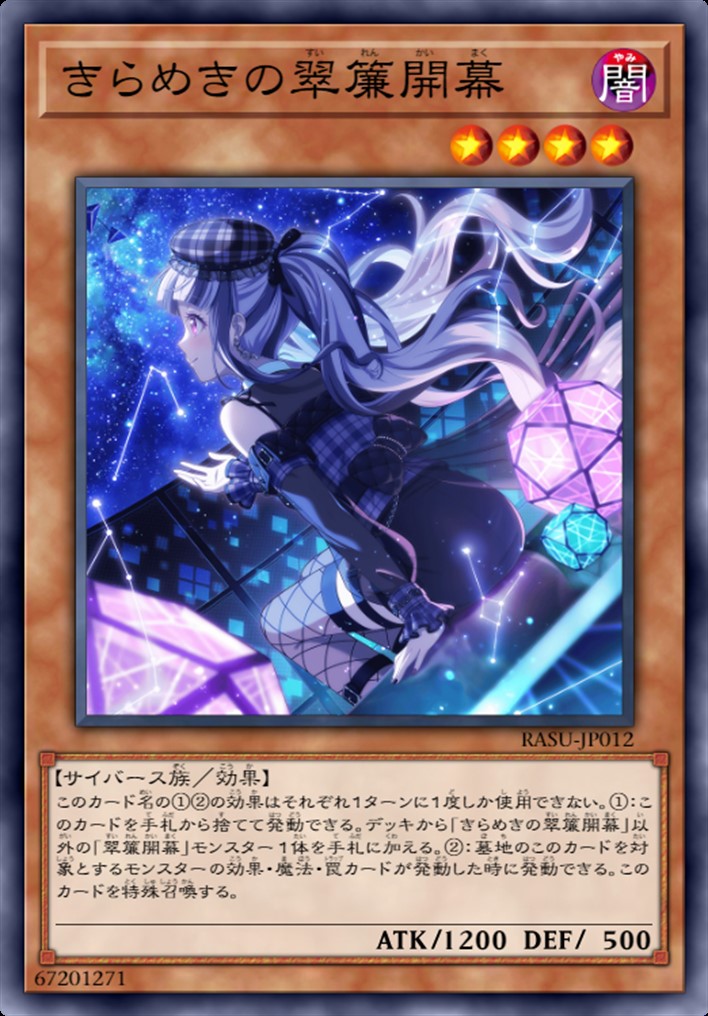 きらめきの翠簾開幕
闇
RASU-JP012
【サイバース族／効果】
このカード名の①②の効果はそれぞれ1ターンに1度しか使用できない。①：こ
のカードを手札から捨てて発動できる。デッキから「きらめきの翠簾開幕」以
外の「翠簾開幕」モンスター1体を手札に加える。②：墓地のこのカードを対
象とするモンスターの効果・魔法・罠カードが発動した時に発動できる。この
カードを特殊召喚する。
ATK/1200 DEF/ 500
67201271